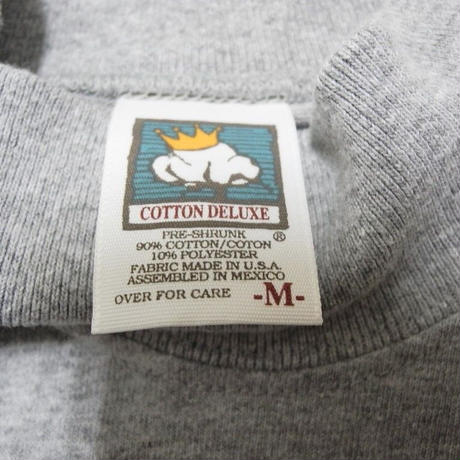 COTTON DELUXE
®
PRE-SHRUNK
90% COTTON/COTON
10% POLYESTER
FABRIC MADE IN U.S.A.
ASSEMBLED IN MEXICO
OVER FOR CARE -M-